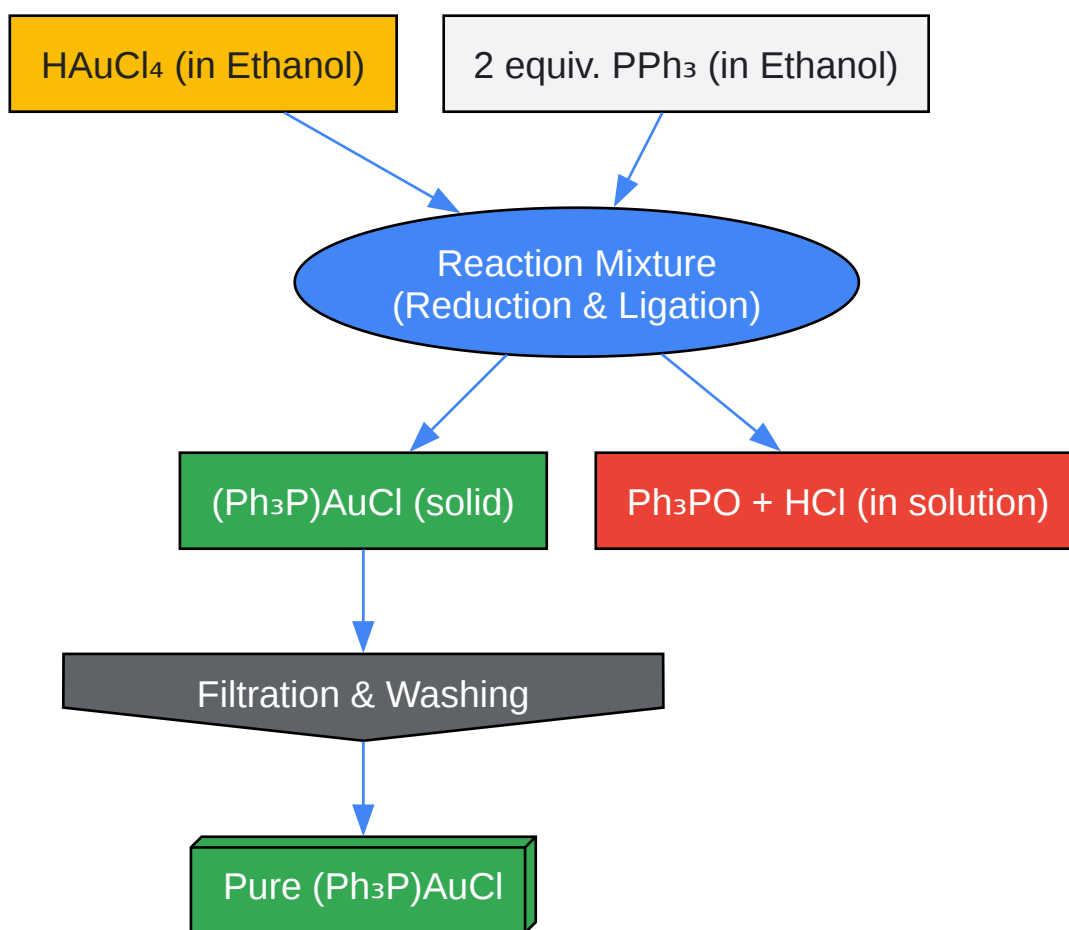 HAuCl₄ (in Ethanol)
2 equiv. PPh₃ (in Ethanol)
Reaction Mixture
(Reduction & Ligation)
(Ph₃P)AuCl (solid)
Ph₃PO + HCl (in solution)
Filtration & Washing
Pure (Ph₃P)AuCl